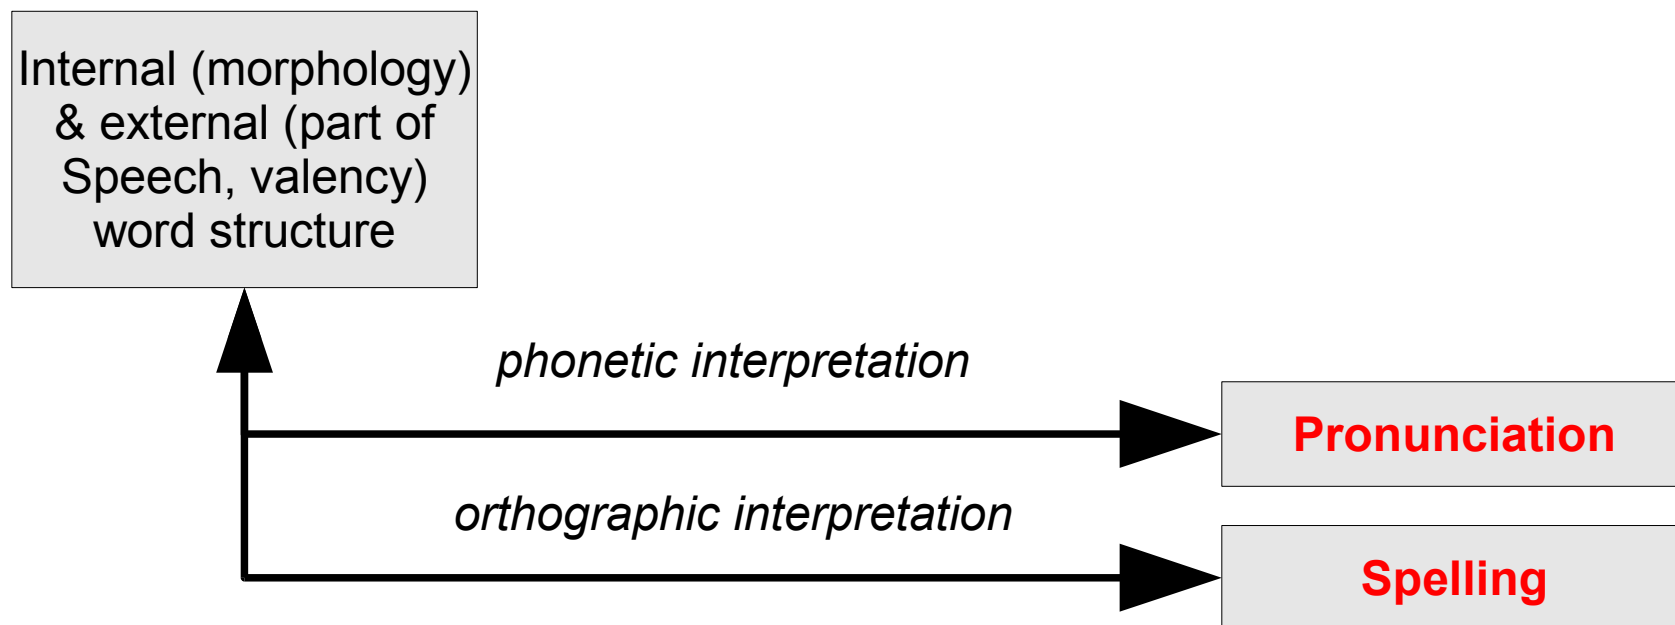 Internal (morphology)
& external (part of
Speech, valency)
word structure
phonetic interpretation
Pronunciation
orthographic interpretation
Spelling